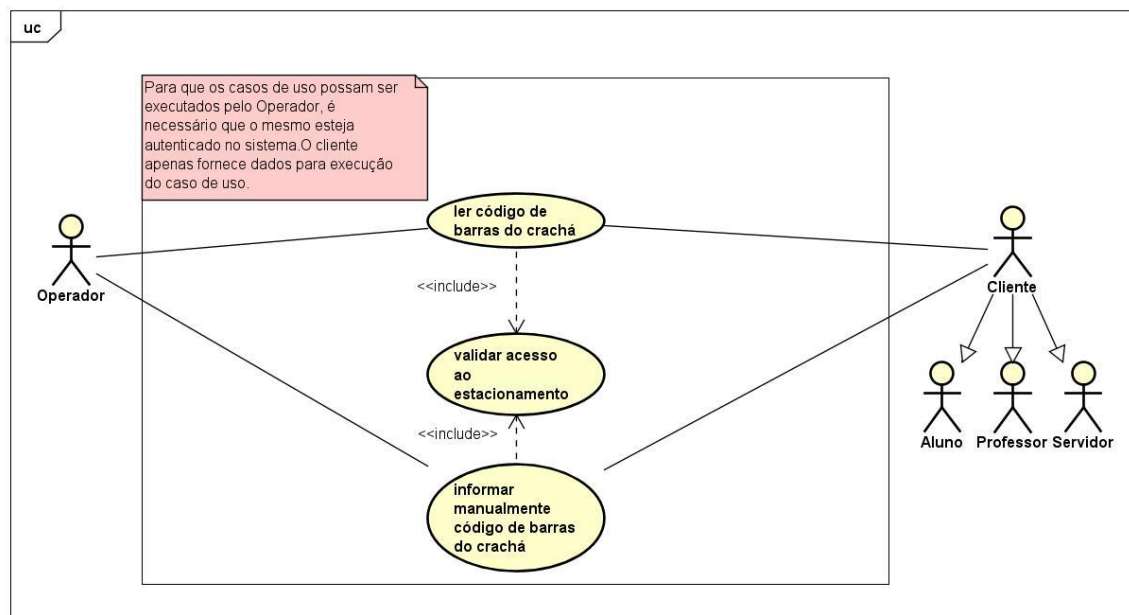 uc
Para que os casos de uso possam ser
executados pelo Operador, é
necessário que o mesmo esteja
autenticado no sistema.O cliente
apenas fornece dados para execução
do caso de uso.
ler código de
barras do crachá
Operador
Cliente
<<include>>
validar acesso
ao
estacionamento
<<include>>
Aluno
Professor
Servidor
informar
manualmente
código de barras
do crachá